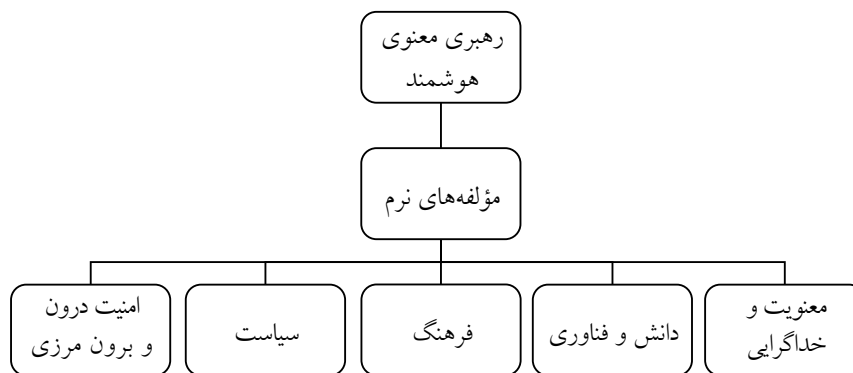 رهبری معنوی
هوشمند
مؤلفه‌های نرم
معنویت و
خداگرایی
دانش و فناوری
فرهنگ
سیاست
امنیت درون
و برون مرزی